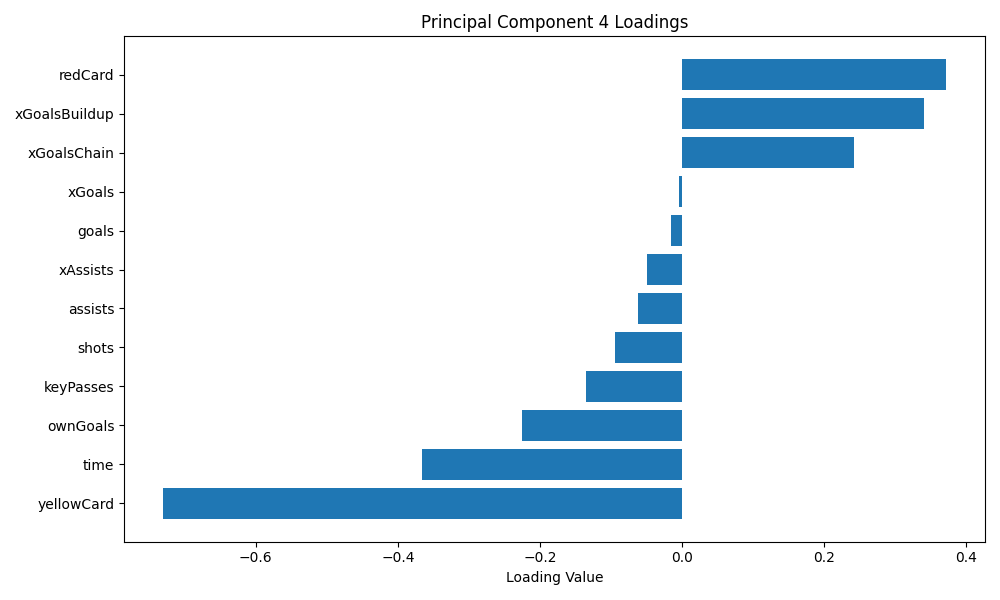 Principal Component 4 Loadings
redCard
xGoalsBuildup
xGoalsChain
xGoals
goals
xAssists
assists
shots
keyPasses
ownGoals
time
yellowCard
−0.6
−0.4
−0.2
0.0
0.2
0.4
Loading Value